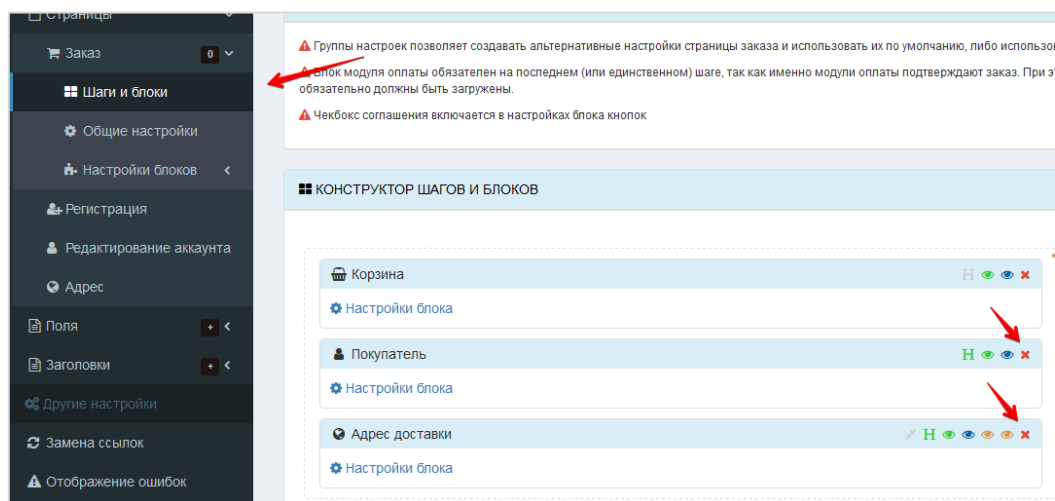 Страницы
Заказ 0
Шаги и блоки
Общие настройки
Настройки блоков
Регистрация
Редактирование аккаунта
Адрес
Поля +
Заголовки +
Другие настройки
Замена ссылок
Отображение ошибок
Группы настроек позволяет создавать альтернативные настройки страницы заказа и использовать их по умолчанию, либо использо
Блок модуля оплаты обязателен на последнем (или единственном) шаге, так как именно модули оплаты подтверждают заказ. При э
обязательно должны быть загружены.
Чекбокс соглашения включается в настройках блока кнопок
КОНСТРУКТОР ШАГОВ И БЛОКОВ
Корзина H
Настройки блока
Покупатель H
Настройки блока
Адрес доставки H
Настройки блока